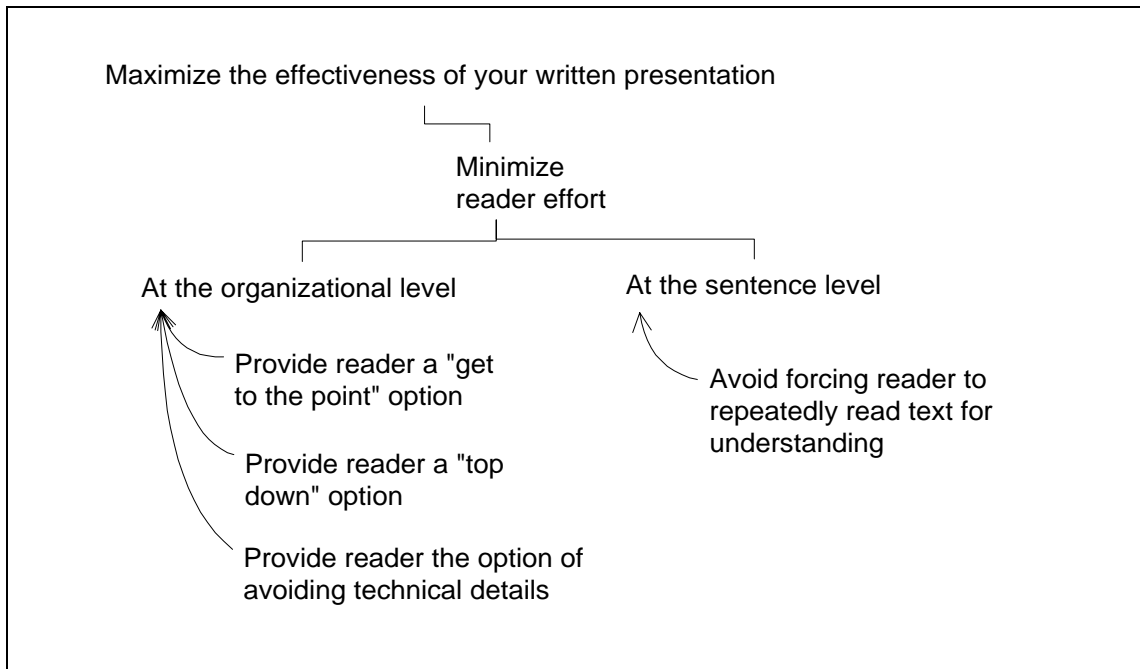 Maximize the effectiveness of your written presentation
Minimize
reader effort
At the organizational level
At the sentence level
Provide reader a "get
to the point" option
Avoid forcing reader to
repeatedly read text for
understanding
Provide reader a "top
down" option
Provide reader the option of
avoiding technical details